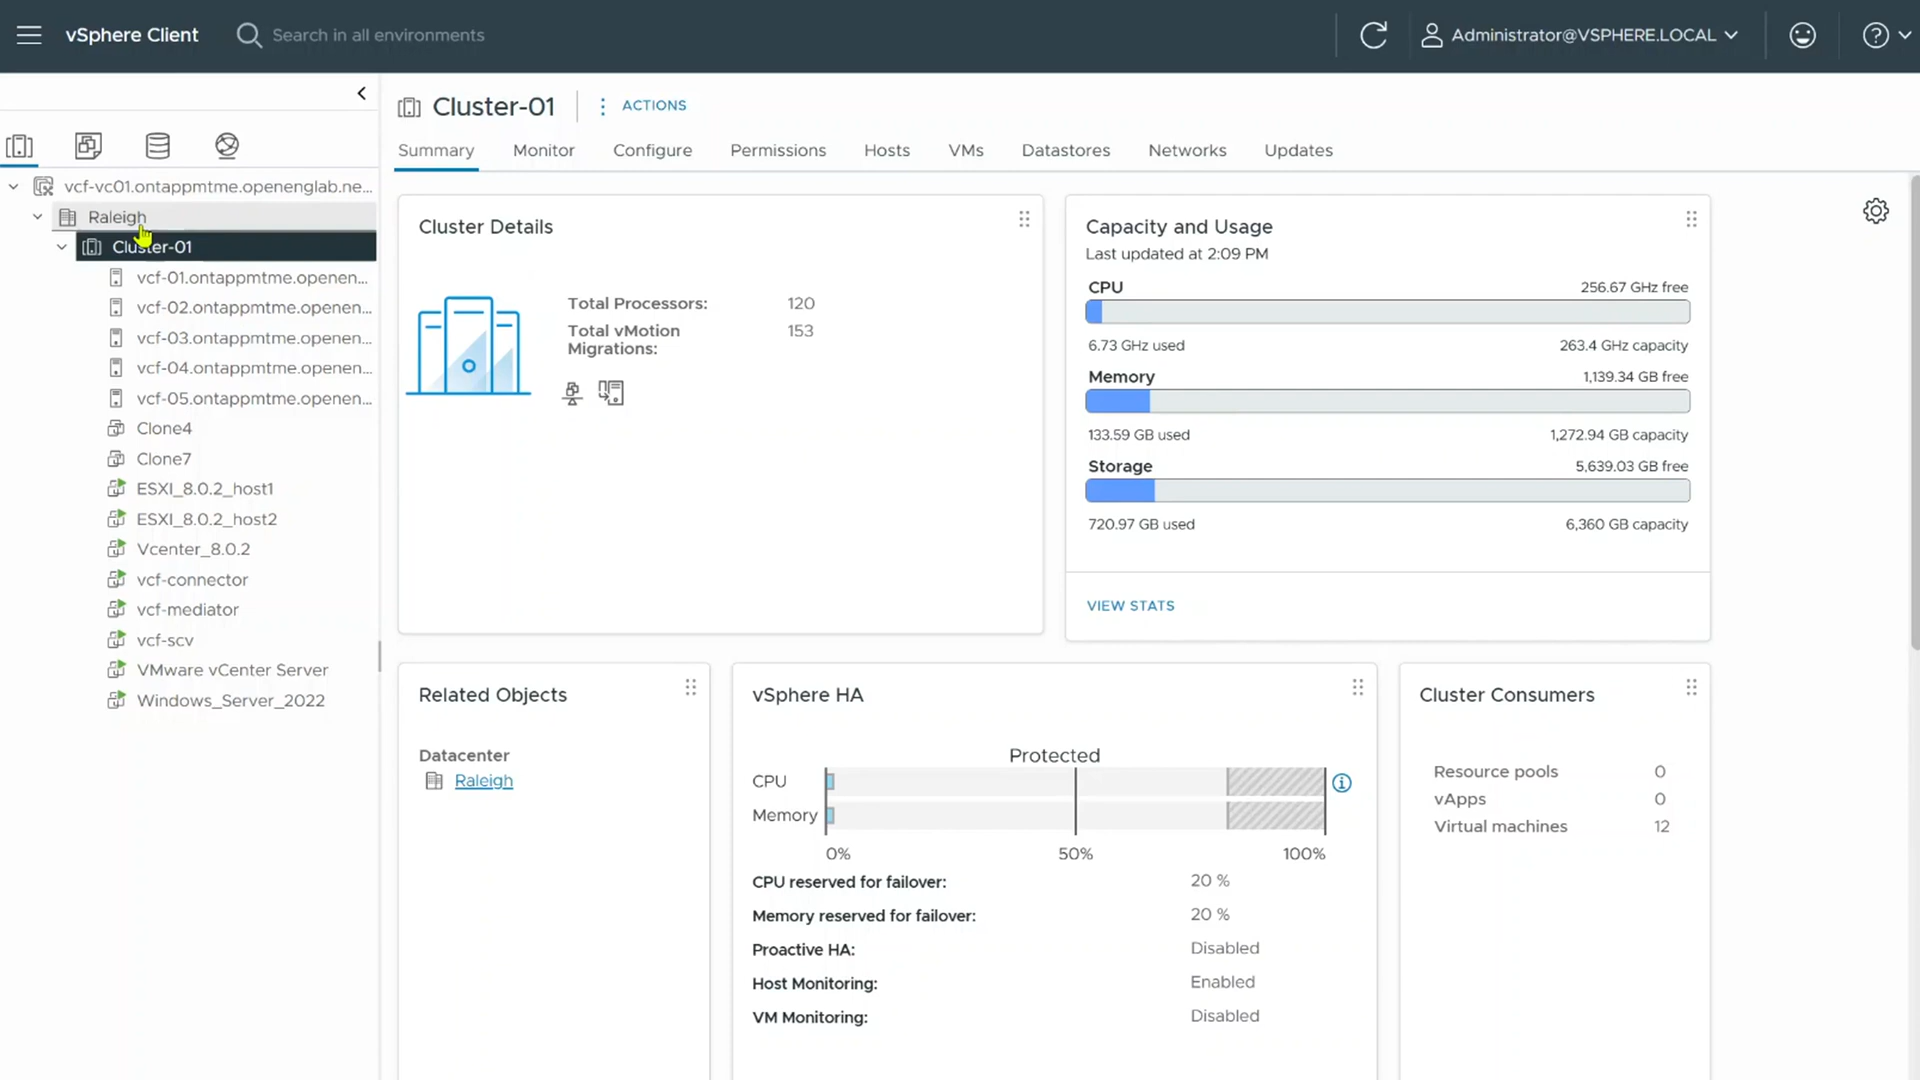 vSphere Client
Search in all environments
Administrator@VSPHERE.LOCAL
vcf-vc01.ontappmtme.openenglab.ne...
Raleigh
Cluster-01
vcf-01.ontappmtme.openen...
vcf-02.ontappmtme.openen...
vcf-03.ontappmtme.openen...
vcf-04.ontappmtme.openen...
vcf-05.ontappmtme.openen...
Clone4
Clone7
ESXI_8.0.2_host1
ESXI_8.0.2_host2
Vcenter_8.0.2
vcf-connector
vcf-mediator
vcf-scv
VMware vCenter Server
Windows_Server_2022
Cluster-01
ACTIONS
Summary Monitor Configure Permissions Hosts VMs Datastores Networks Updates
Cluster Details
Total Processors: 120
Total vMotion 153
Migrations:
Capacity and Usage
Last updated at 2:09 PM
CPU 256.67 GHz free
6.73 GHz used 263.4 GHz capacity
Memory 1,139.34 GB free
133.59 GB used 1,272.94 GB capacity
Storage 5,639.03 GB free
720.97 GB used 6,360 GB capacity
VIEW STATS
Related Objects
Datacenter
Raleigh
vSphere HA
Protected
CPU
Memory
0% 50% 100%
CPU reserved for failover: 20 %
Memory reserved for failover: 20 %
Proactive HA: Disabled
Host Monitoring: Enabled
VM Monitoring: Disabled
Cluster Consumers
Resource pools 0
vApps 0
Virtual machines 12